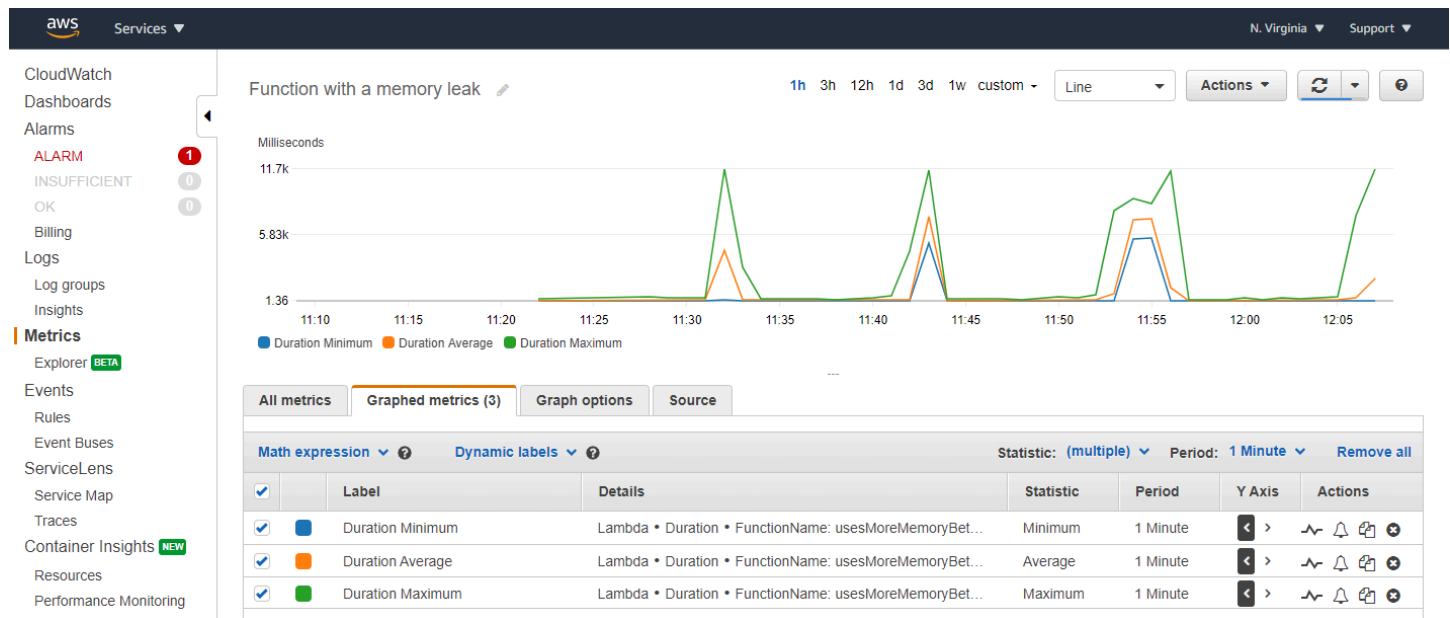 aws Services N. Virginia Support
CloudWatch
Dashboards
Alarms
ALARM 1
INSUFFICIENT 0
OK 0
Billing
Logs
Log groups
Insights
Metrics
Explorer BETA
Events
Rules
Event Buses
ServiceLens
Service Map
Traces
Container Insights NEW
Resources
Performance Monitoring
Function with a memory leak 1h 3h 12h 1d 3d 1w custom Line Actions
Milliseconds
11.7k
5.83k
1.36
11:10 11:15 11:20 11:25 11:30 11:35 11:40 11:45 11:50 11:55 12:00 12:05
Duration Minimum Duration Average Duration Maximum
All metrics Graphed metrics (3) Graph options Source
Math expression Dynamic labels Statistic: (multiple) Period: 1 Minute Remove all
Label Details Statistic Period Y Axis Actions
Duration Minimum Lambda • Duration • FunctionName: usesMoreMemoryBet... Minimum 1 Minute < >
Duration Average Lambda • Duration • FunctionName: usesMoreMemoryBet... Average 1 Minute < >
Duration Maximum Lambda • Duration • FunctionName: usesMoreMemoryBet... Maximum 1 Minute < >